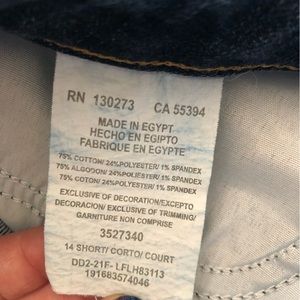 RN 130273 CA 55394
MADE IN EGYPT
HECHO EN EGIPTO
FABRIQUE EN EGYPTE
75% COTTON/ 24%POLYESTER/ 1% SPANDEX
75% ALGODON/ 24%POLIESTER/ 1% SPANDEX
75% COTON/ 24%POLYESTER/ 1% SPANDEX
EXCLUSIVE OF DECORATION/EXCEPTO
DECORACION/ EXCLUSIVE OF TRIMMING/
GARNITURE NON COMPRISE
3527340
14 SHORT/ CORTO/ COURT
DD2-21F- LFLH83113
191683574046